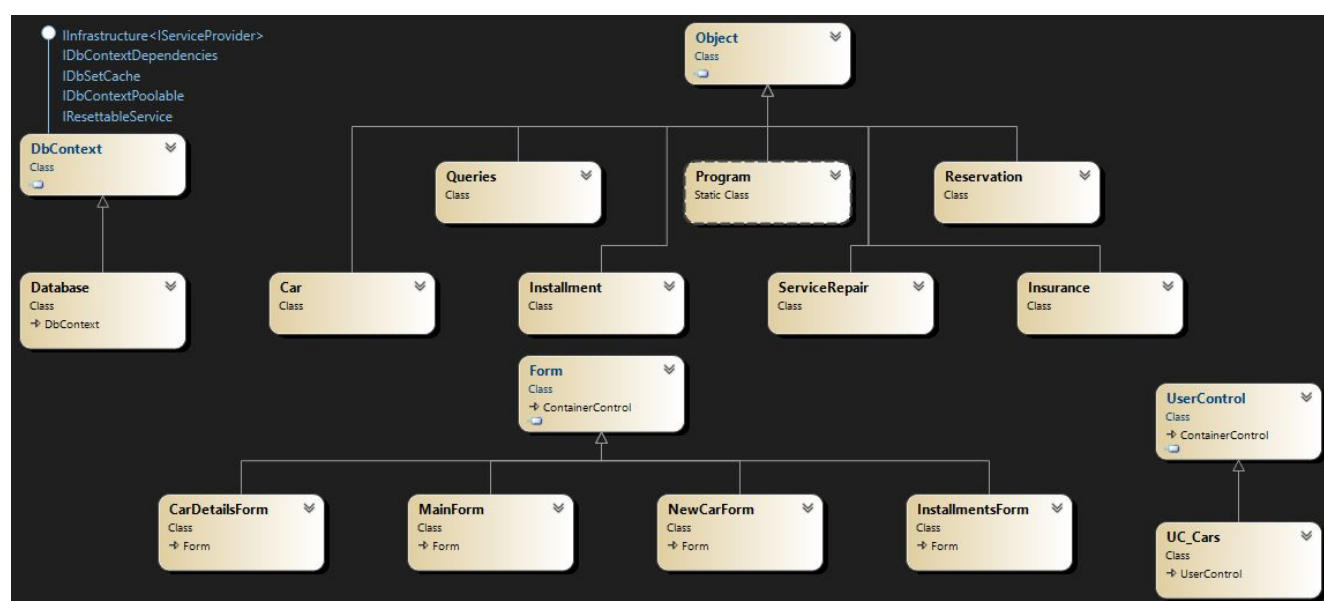 IInfrastructure<IServiceProvider>
IDbContextDependencies
IDbSetCache
IDbContextPoolable
IResettableService
Object
Class
DbContext
Class
Queries
Class
Program
Static Class
Reservation
Class
Database
Class
DbContext
Car
Class
Installment
Class
ServiceRepair
Class
Insurance
Class
Form
Class
ContainerControl
UserControl
Class
ContainerControl
CarDetailsForm
Class
Form
MainForm
Class
Form
NewCarForm
Class
Form
InstallmentsForm
Class
Form
UC_Cars
Class
UserControl